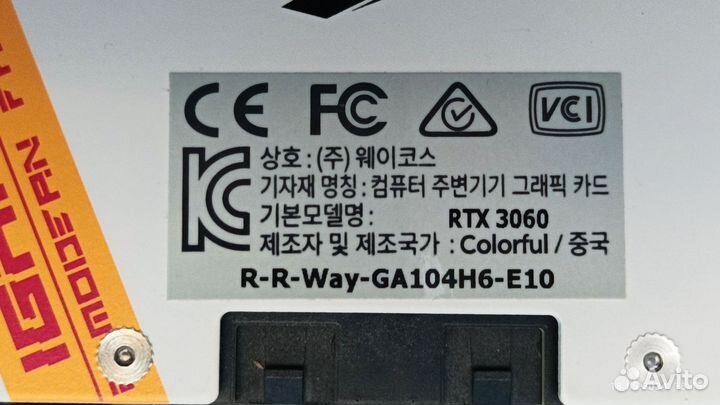 CE FC VCI
KC
상호 : (주) 웨이코스
기자재 명칭 : 컴퓨터 주변기기 그래픽 카드
기본모델명 : RTX 3060
제조자 및 제조국가 : Colorful / 중국
R-R-Way-GA104H6-E10
Avito